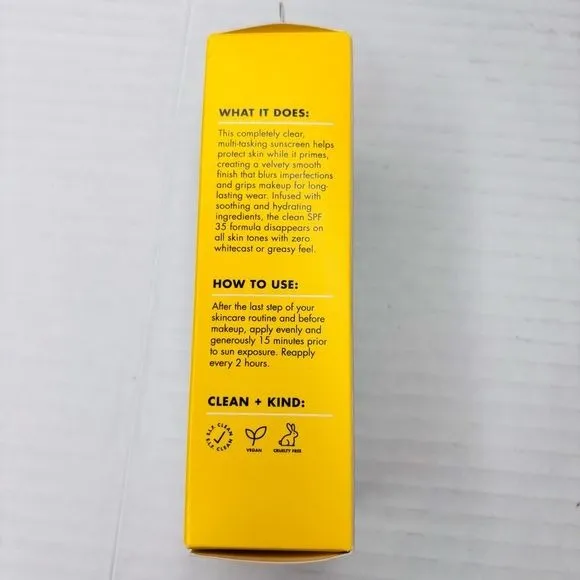 WHAT IT DOES:
This completely clear,
multi-tasking sunscreen helps
protect skin while it primes,
creating a velvety smooth
finish that blurs imperfections
and grips makeup for long-
lasting wear. Infused with
soothing and hydrating
ingredients, the clean SPF
35 formula disappears on
all skin tones with zero
whitecast or greasy feel.
HOW TO USE:
After the last step of your
skincare routine and before
makeup, apply evenly and
generously 15 minutes prior
to sun exposure. Reapply
every 2 hours.
CLEAN + KIND:
E.L.F. CLEAN
E.L.F. CLEAN
VEGAN
CRUELTY FREE